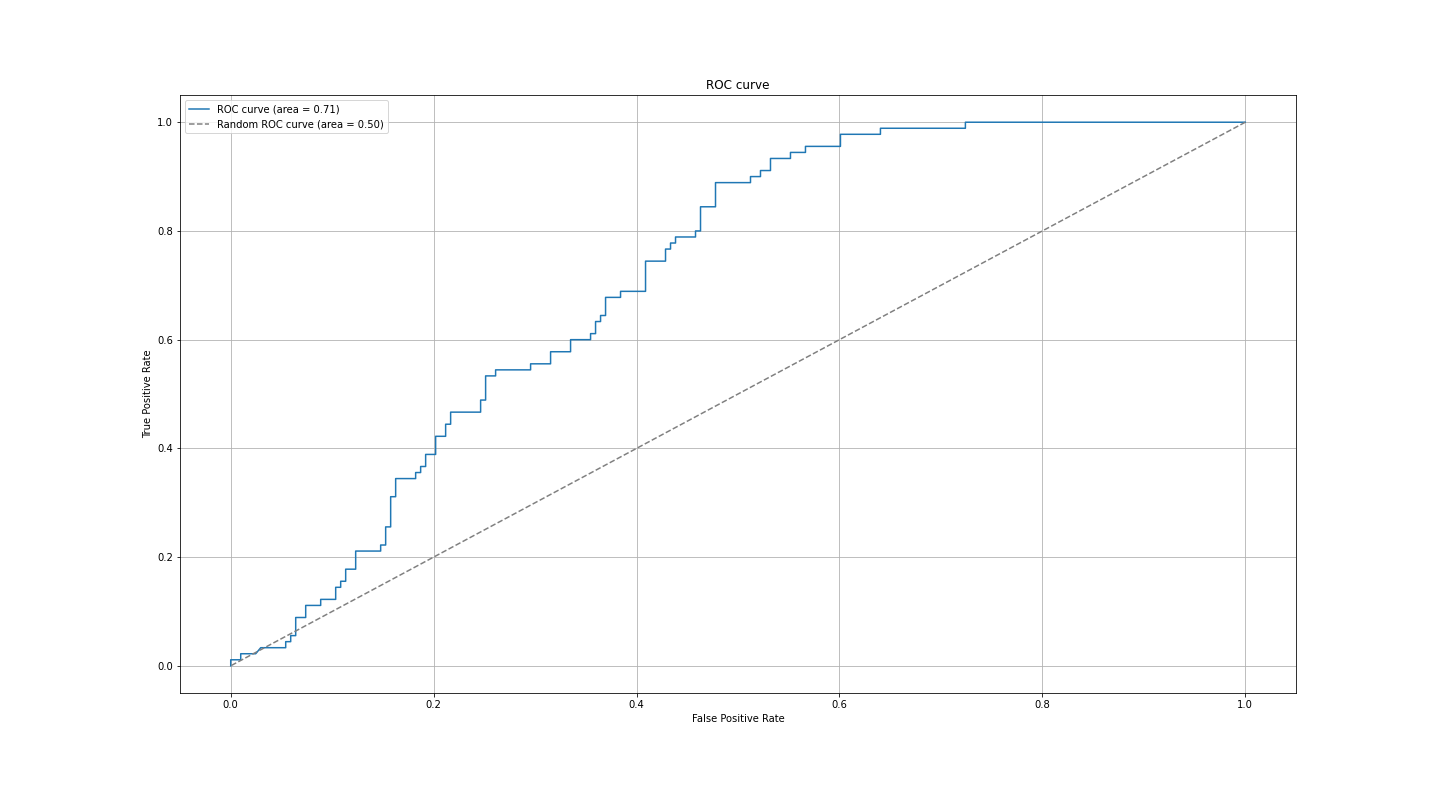 ROC curve
ROC curve (area = 0.71)
Random ROC curve (area = 0.50)
True Positive Rate
1.0
0.8
0.6
0.4
0.2
0.0
0.0 0.2 0.4 0.6 0.8 1.0
False Positive Rate